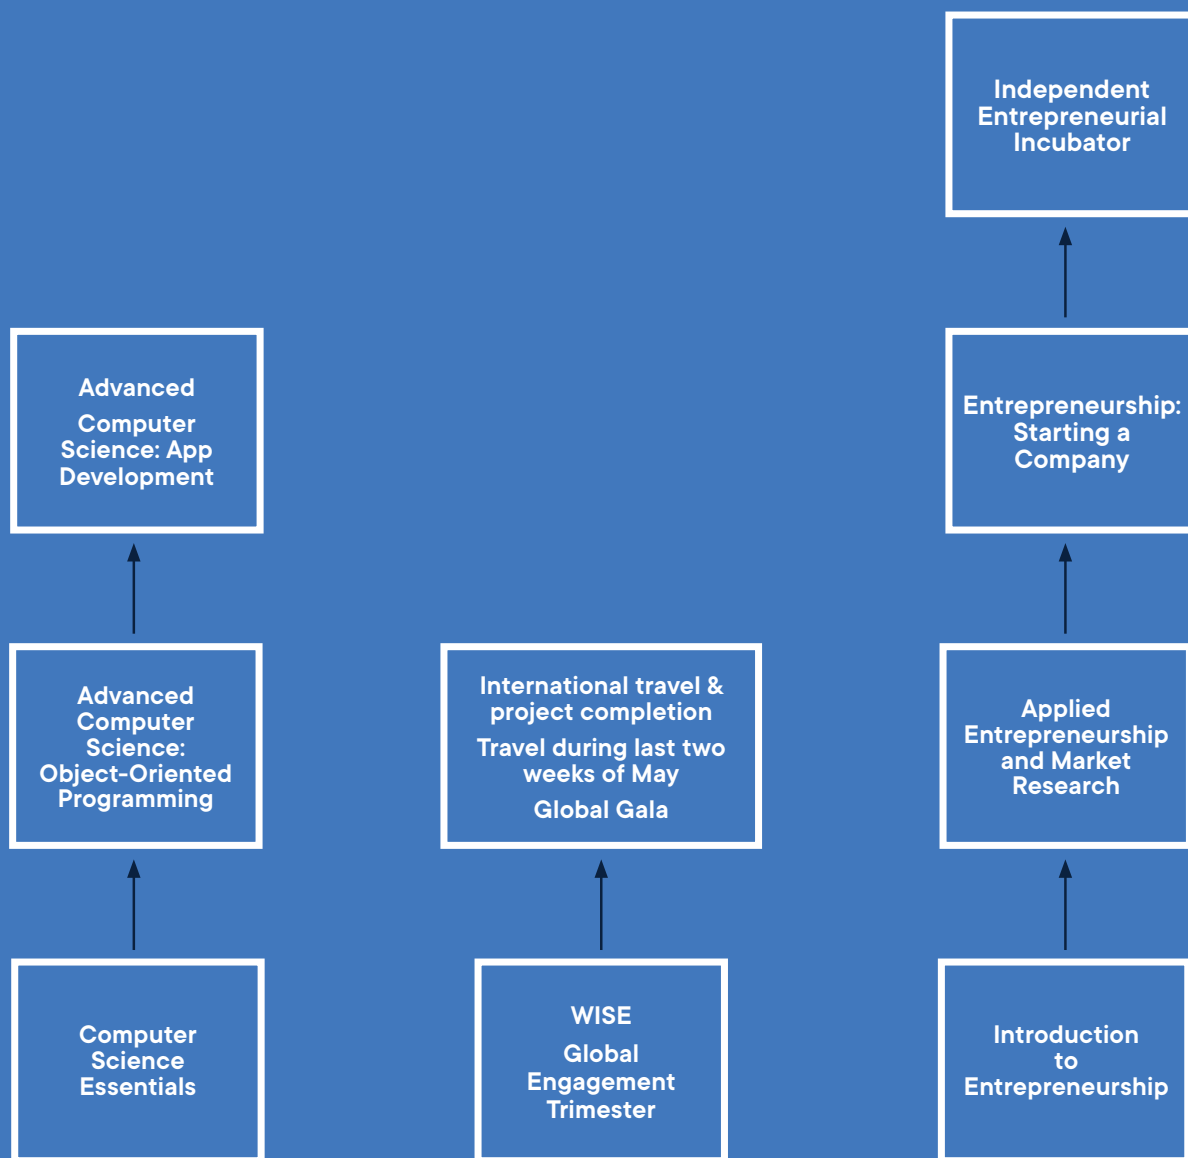 Independent
Entrepreneurial
Incubator
Advanced
Computer
Science: App
Development
Entrepreneurship:
Starting a
Company
Advanced
Computer
Science:
Object-Oriented
Programming
International travel &
project completion
Travel during last two
weeks of May
Global Gala
Applied
Entrepreneurship
and Market
Research
Computer
Science
Essentials
WISE
Global
Engagement
Trimester
Introduction
to
Entrepreneurship